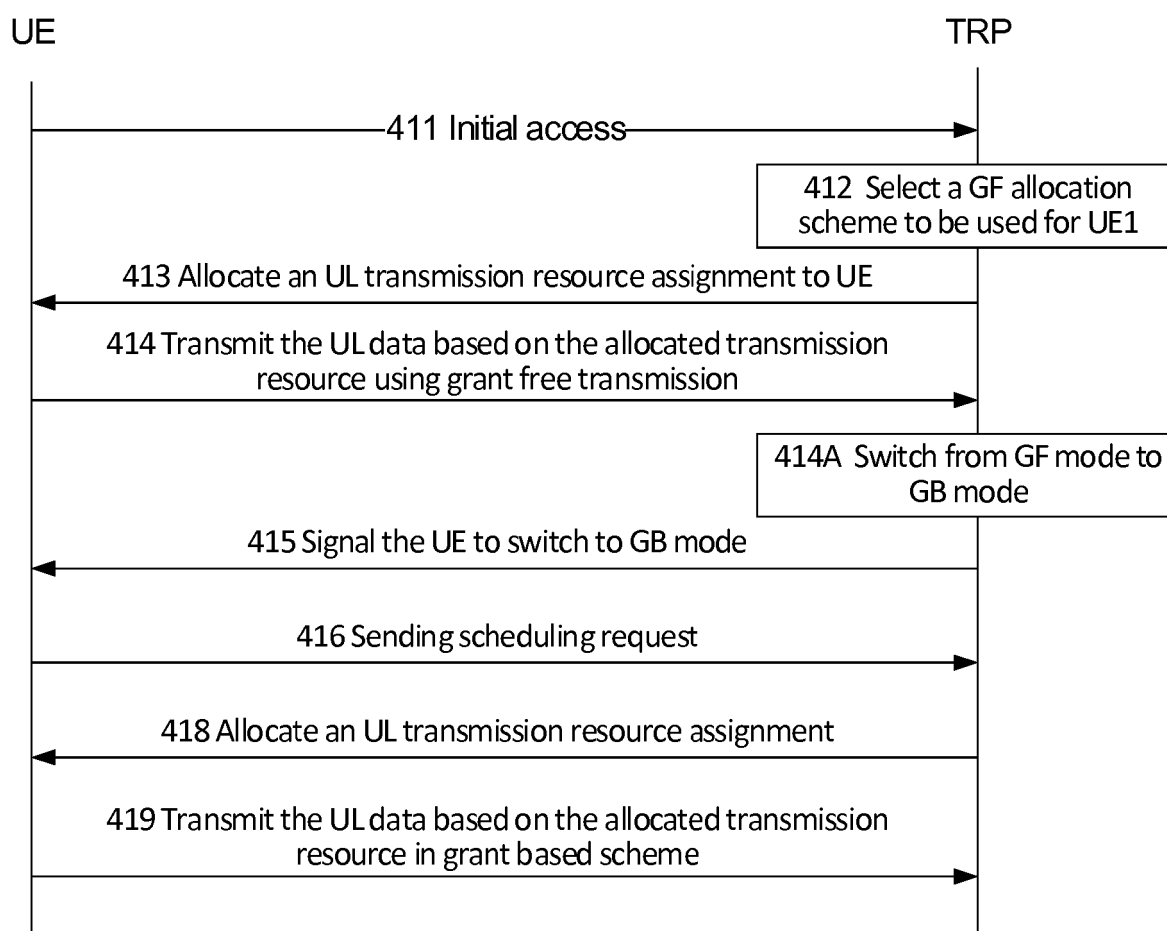 UE
TRP
411 Initial access
412 Select a GF allocation
scheme to be used for UE1
413 Allocate an UL transmission resource assignment to UE
414 Transmit the UL data based on the allocated transmission
resource using grant free transmission
414A Switch from GF mode to
GB mode
415 Signal the UE to switch to GB mode
416 Sending scheduling request
418 Allocate an UL transmission resource assignment
419 Transmit the UL data based on the allocated transmission
resource in grant based scheme